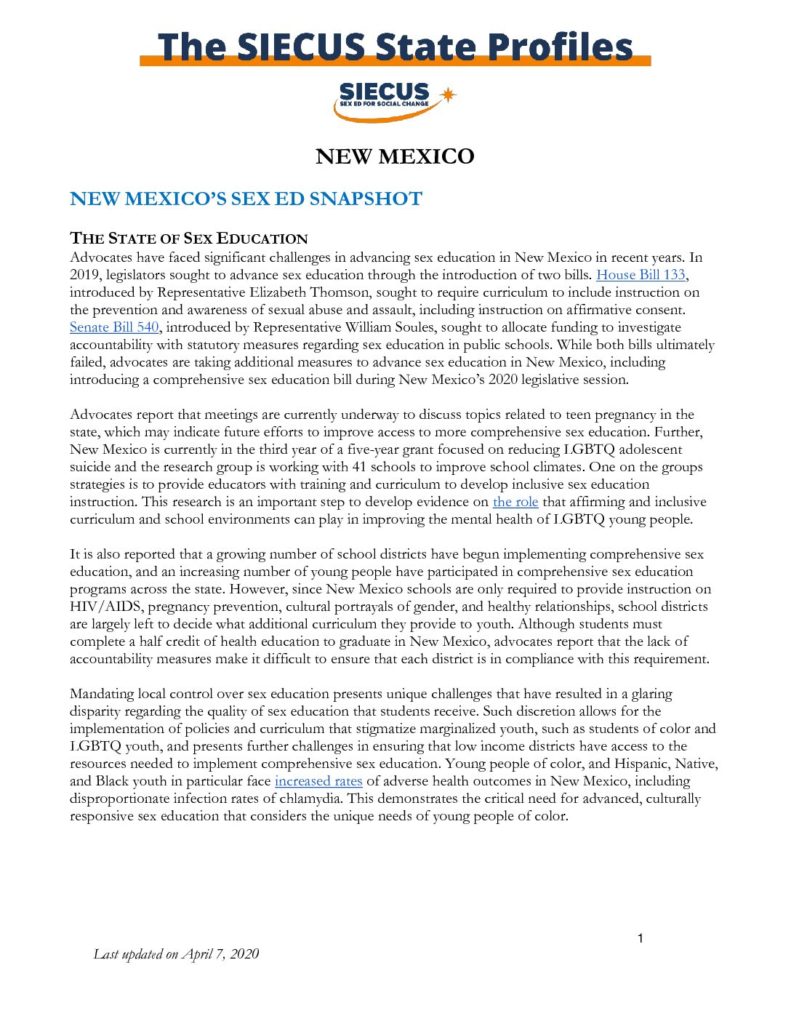 The SIECUS State Profiles
SIECUS
SEX ED FOR SOCIAL CHANGE
NEW MEXICO
NEW MEXICO'S SEX ED SNAPSHOT
THE STATE OF SEX EDUCATION
Advocates have faced significant challenges in advancing sex education in New Mexico in recent years. In
2019, legislators sought to advance sex education through the introduction of two bills. House Bill 133,
introduced by Representative Elizabeth Thomson, sought to require curriculum to include instruction on
the prevention and awareness of sexual abuse and assault, including instruction on affirmative consent.
Senate Bill 540, introduced by Representative William Soules, sought to allocate funding to investigate
accountability with statutory measures regarding sex education in public schools. While both bills ultimately
failed, advocates are taking additional measures to advance sex education in New Mexico, including
introducing a comprehensive sex education bill during New Mexico's 2020 legislative session.
Advocates report that meetings are currently underway to discuss topics related to teen pregnancy in the
state, which may indicate future efforts to improve access to more comprehensive sex education. Further,
New Mexico is currently in the third year of a five-year grant focused on reducing LGBTQ adolescent
suicide and the research group is working with 41 schools to improve school climates. One on the groups
strategies is to provide educators with training and curriculum to develop inclusive sex education
instruction. This research is an important step to develop evidence on the role that affirming and inclusive
curriculum and school environments can play in improving the mental health of LGBTQ young people.
It is also reported that a growing number of school districts have begun implementing comprehensive sex
education, and an increasing number of young people have participated in comprehensive sex education
programs across the state. However, since New Mexico schools are only required to provide instruction on
HIV/AIDS, pregnancy prevention, cultural portrayals of gender, and healthy relationships, school districts
are largely left to decide what additional curriculum they provide to youth. Although students must
complete a half credit of health education to graduate in New Mexico, advocates report that the lack of
accountability measures make it difficult to ensure that each district is in compliance with this requirement.
Mandating local control over sex education presents unique challenges that have resulted in a glaring
disparity regarding the quality of sex education that students receive. Such discretion allows for the
implementation of policies and curriculum that stigmatize marginalized youth, such as students of color and
LGBTQ youth, and presents further challenges in ensuring that low income districts have access to the
resources needed to implement comprehensive sex education. Young people of color, and Hispanic, Native,
and Black youth in particular face increased rates of adverse health outcomes in New Mexico, including
disproportionate infection rates of chlamydia. This demonstrates the critical need for advanced, culturally
responsive sex education that considers the unique needs of young people of color.
1
Last updated on April 7, 2020